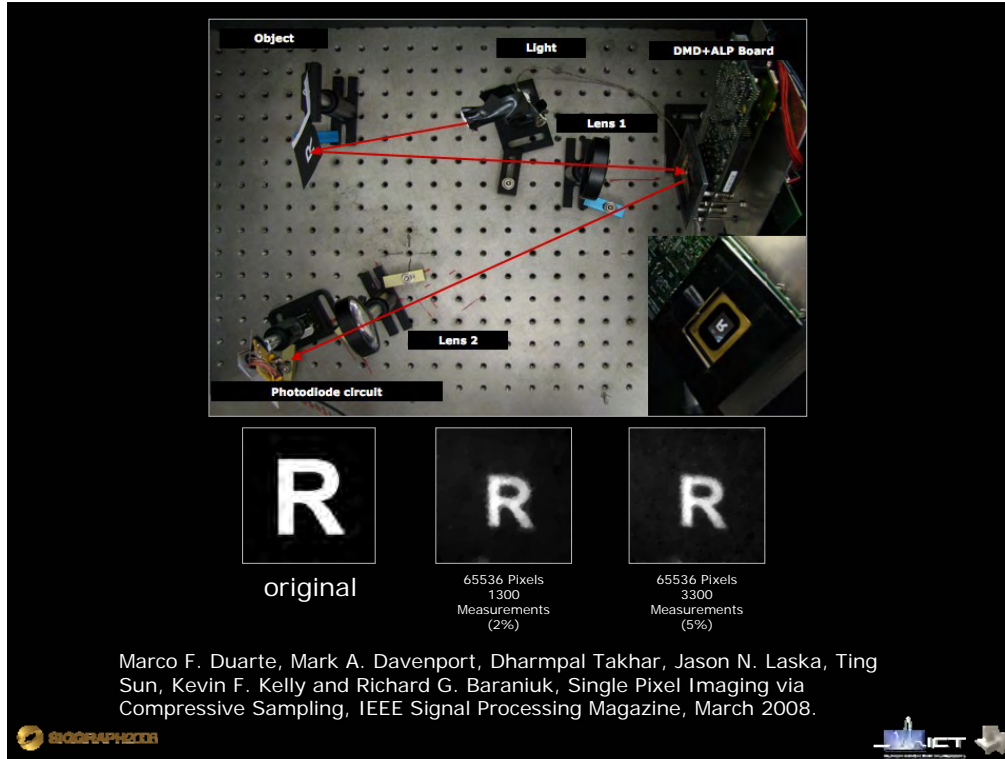 Object
Light
DMD+ALP Board
Lens 1
R
Lens 2
Photodiode circuit
R
R
R
original
65536 Pixels
1300
Measurements
(2%)
65536 Pixels
3300
Measurements
(5%)
Marco F. Duarte, Mark A. Davenport, Dharmpal Takhar, Jason N. Laska, Ting
Sun, Kevin F. Kelly and Richard G. Baraniuk, Single Pixel Imaging via
Compressive Sampling, IEEE Signal Processing Magazine, March 2008.
ICT